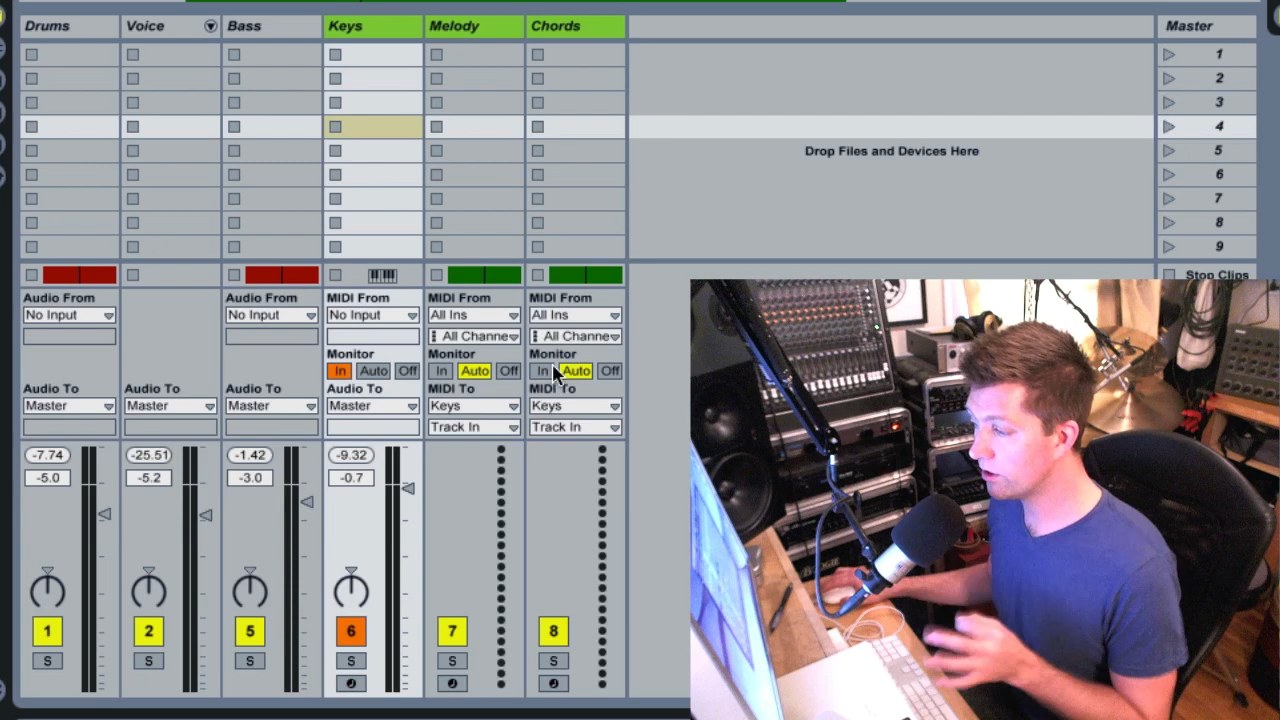 Drums Voice Bass Keys Melody Chords Master
1
2
3
4
Drop Files and Devices Here 5
6
7
8
9
Stop Clips
Audio From Audio From MIDI From MIDI From MIDI From
No Input No Input No Input All Ins All Ins
All Channe All Channe
Monitor Monitor Monitor
In Auto Off In Auto Off In Auto Off
Audio To Audio To Audio To Audio To MIDI To MIDI To
Master Master Master Master Keys Keys
Track In Track In
-7.74 -25.51 -1.42 -9.32
-5.0 -5.2 -3.0 -0.7
1 2 5 6 7 8
S S S S S S